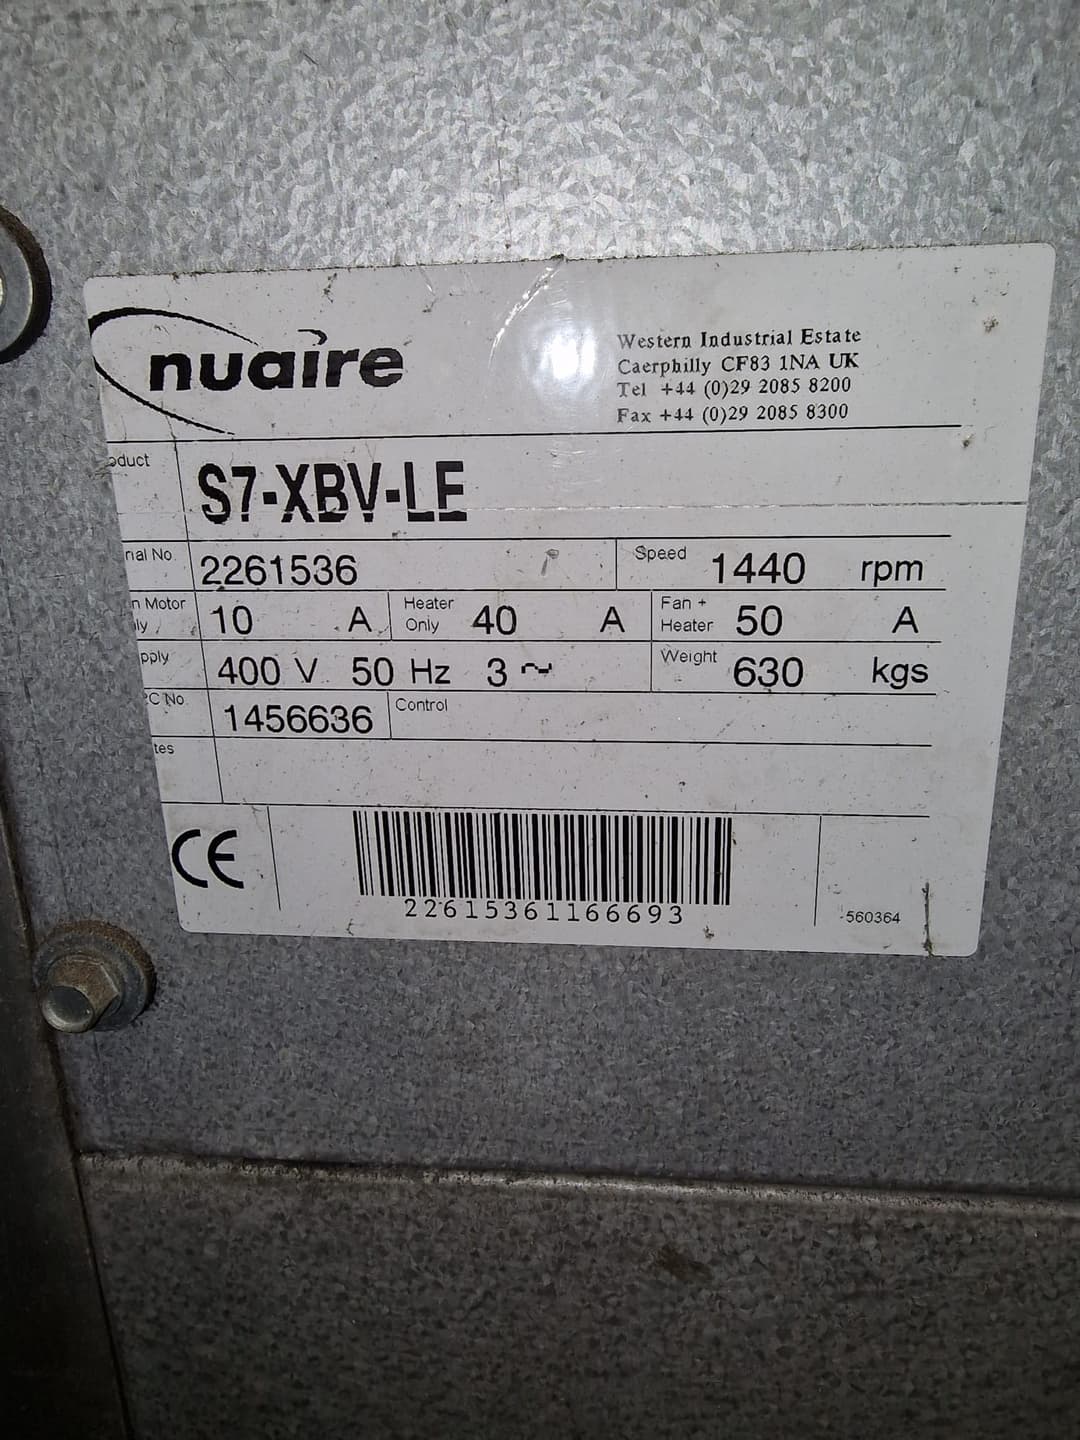 nuaire
Western Industrial Estate
Caerphilly CF83 1NA UK
Tel +44 (0)29 2085 8200
Fax +44 (0)29 2085 8300
oduct S7-XBV-LE
rial No. 2261536 Speed 1440 rpm
n Motor ly 10 A Heater Only 40 A Fan + Heater 50 A
pply 400 V 50 Hz 3 ~ Weight 630 kgs
C No 1456636 Control
tes
CE
22615361166693
560364